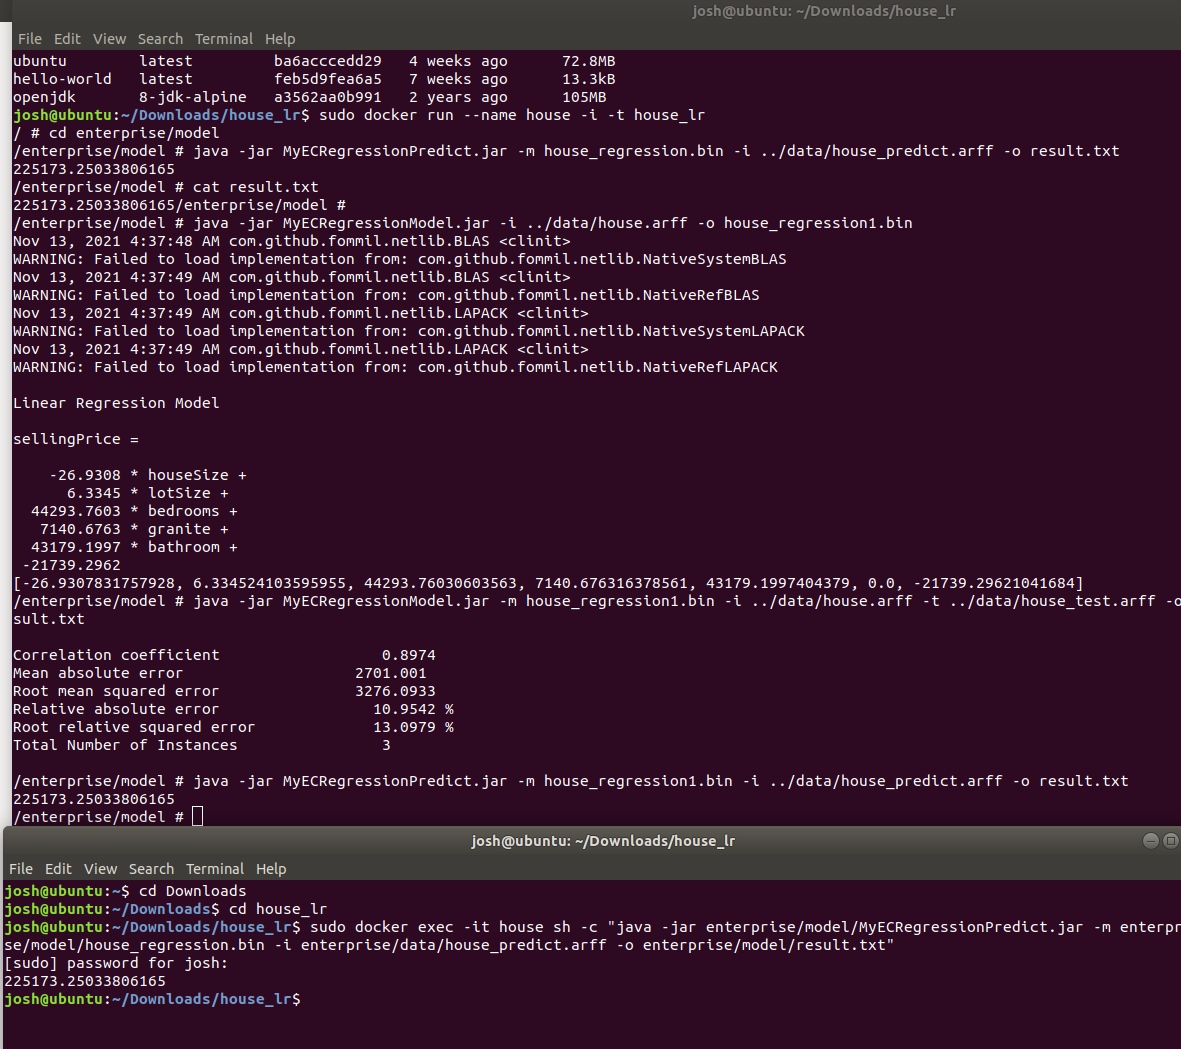 josh@ubuntu: ~/Downloads/house_lr
File Edit View Search Terminal Help
ubuntu latest ba6acccedd29 4 weeks ago 72.8MB
hello-world latest feb5d9fea6a5 7 weeks ago 13.3kB
openjdk 8-jdk-alpine a3562aa0b991 2 years ago 105MB
josh@ubuntu:~/Downloads/house_lr$ sudo docker run --name house -i -t house_lr
/ # cd enterprise/model
/enterprise/model # java -jar MyECRegressionPredict.jar -m house_regression.bin -i ../data/house_predict.arff -o result.txt
225173.25033806165
/enterprise/model # cat result.txt
225173.25033806165/enterprise/model #
/enterprise/model # java -jar MyECRegressionModel.jar -i ../data/house.arff -o house_regression1.bin
Nov 13, 2021 4:37:48 AM com.github.fommil.netlib.BLAS <clinit>
WARNING: Failed to load implementation from: com.github.fommil.netlib.NativeSystemBLAS
Nov 13, 2021 4:37:49 AM com.github.fommil.netlib.BLAS <clinit>
WARNING: Failed to load implementation from: com.github.fommil.netlib.NativeRefBLAS
Nov 13, 2021 4:37:49 AM com.github.fommil.netlib.LAPACK <clinit>
WARNING: Failed to load implementation from: com.github.fommil.netlib.NativeSystemLAPACK
Nov 13, 2021 4:37:49 AM com.github.fommil.netlib.LAPACK <clinit>
WARNING: Failed to load implementation from: com.github.fommil.netlib.NativeRefLAPACK
Linear Regression Model
sellingPrice =
-26.9308 * houseSize +
6.3345 * lotSize +
44293.7603 * bedrooms +
7140.6763 * granite +
43179.1997 * bathroom +
-21739.2962
[-26.9307831757928, 6.334524103595955, 44293.76030603563, 7140.676316378561, 43179.1997404379, 0.0, -21739.29621041684]
/enterprise/model # java -jar MyECRegressionModel.jar -m house_regression1.bin -i ../data/house.arff -t ../data/house_test.arff -o
sult.txt
Correlation coefficient 0.8974
Mean absolute error 2701.001
Root mean squared error 3276.0933
Relative absolute error 10.9542 %
Root relative squared error 13.0979 %
Total Number of Instances 3
/enterprise/model # java -jar MyECRegressionPredict.jar -m house_regression1.bin -i ../data/house_predict.arff -o result.txt
225173.25033806165
/enterprise/model #
josh@ubuntu: ~/Downloads/house_lr
File Edit View Search Terminal Help
josh@ubuntu:~$ cd Downloads
josh@ubuntu:~/Downloads$ cd house_lr
josh@ubuntu:~/Downloads/house_lr$ sudo docker exec -it house sh -c "java -jar enterprise/model/MyECRegressionPredict.jar -m enterpr
se/model/house_regression.bin -i enterprise/data/house_predict.arff -o enterprise/model/result.txt"
[sudo] password for josh:
225173.25033806165
josh@ubuntu:~/Downloads/house_lr$